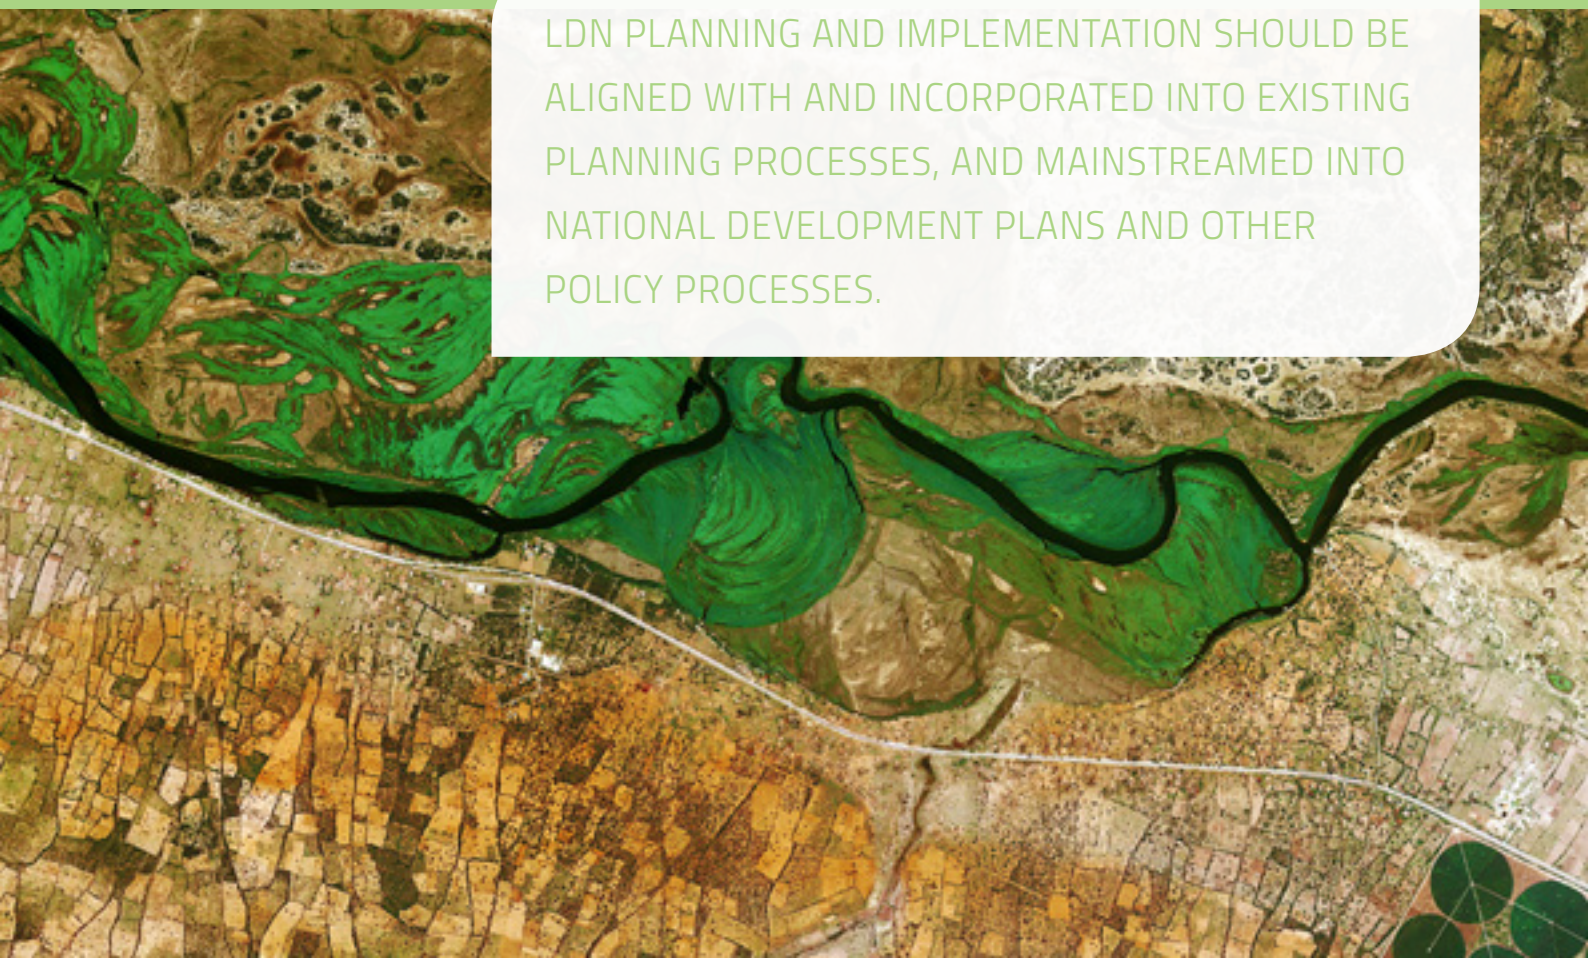 LDN PLANNING AND IMPLEMENTATION SHOULD BE
ALIGNED WITH AND INCORPORATED INTO EXISTING
PLANNING PROCESSES, AND MAINSTREAMED INTO
NATIONAL DEVELOPMENT PLANS AND OTHER
POLICY PROCESSES.